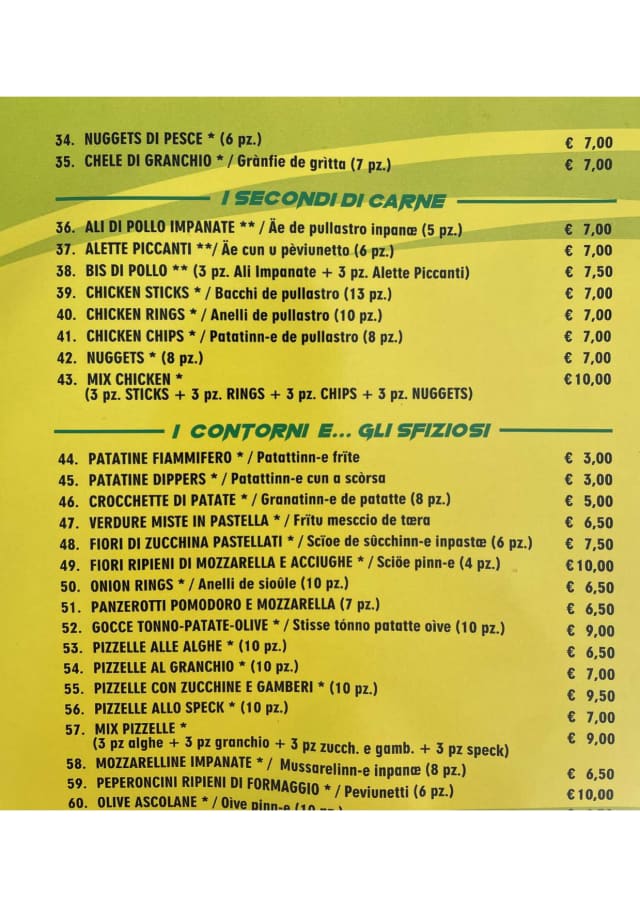 34. NUGGETS DI PESCE * (6 pz.) € 7,00
35. CHELE DI GRANCHIO * / Grànfie de grìtta (7 pz.) € 7,00
I SECONDI DI CARNE
36. ALI DI POLLO IMPANATE ** / Äe de pullastro inpanæ (5 pz.) € 7,00
37. ALETTE PICCANTI **/ Äe cun u pèviunetto (6 pz.) € 7,00
38. BIS DI POLLO ** (3 pz. Ali Impanate + 3 pz. Alette Piccanti) € 7,50
39. CHICKEN STICKS * / Bacchi de pullastro (13 pz.) € 7,00
40. CHICKEN RINGS * / Anelli de pullastro (10 pz.) € 7,00
41. CHICKEN CHIPS * / Patatinn-e de pullastro (8 pz.) € 7,00
42. NUGGETS * (8 pz.) € 7,00
43. MIX CHICKEN * €10,00
(3 pz. STICKS + 3 pz. RINGS + 3 pz. CHIPS + 3 pz. NUGGETS)
I CONTORNI E... GLI SFIZIOSI
44. PATATINE FIAMMIFERO * / Patattinn-e frîte € 3,00
45. PATATINE DIPPERS * / Patattinn-e cun a scòrsa € 3,00
46. CROCCHETTE DI PATATE * / Granatinn-e de patatte (8 pz.) € 5,00
47. VERDURE MISTE IN PASTELLA * / Frïtu mesccio de tæra € 6,50
48. FIORI DI ZUCCHINA PASTELLATI * / Scïoe de sûcchinn-e inpastæ (6 pz.) € 7,50
49. FIORI RIPIENI DI MOZZARELLA E ACCIUGHE * / Sciöe pinn-e (4 pz.) €10,00
50. ONION RINGS * / Anelli de sioûle (10 pz.) € 6,50
51. PANZEROTTI POMODORO E MOZZARELLA (7 pz.) € 6,50
52. GOCCE TONNO-PATATE-OLIVE * / Stisse tónno patatte oìve (10 pz.) € 9,00
53. PIZZELLE ALLE ALGHE * (10 pz.) € 6,50
54. PIZZELLE AL GRANCHIO * (10 pz.) € 7,00
55. PIZZELLE CON ZUCCHINE E GAMBERI * (10 pz.) € 9,50
56. PIZZELLE ALLO SPECK * (10 pz.) € 7,00
57. MIX PIZZELLE * € 9,00
(3 pz alghe + 3 pz granchio + 3 pz zucch. e gamb. + 3 pz speck)
58. MOZZARELLINE IMPANATE * / Mussarelinn-e inpanæ (8 pz.) € 6,50
59. PEPERONCINI RIPIENI DI FORMAGGIO * / Peviunetti (6 pz.) €10,00
60. OLIVE ASCOLANE * / Oive pinn-e (10 pz.)